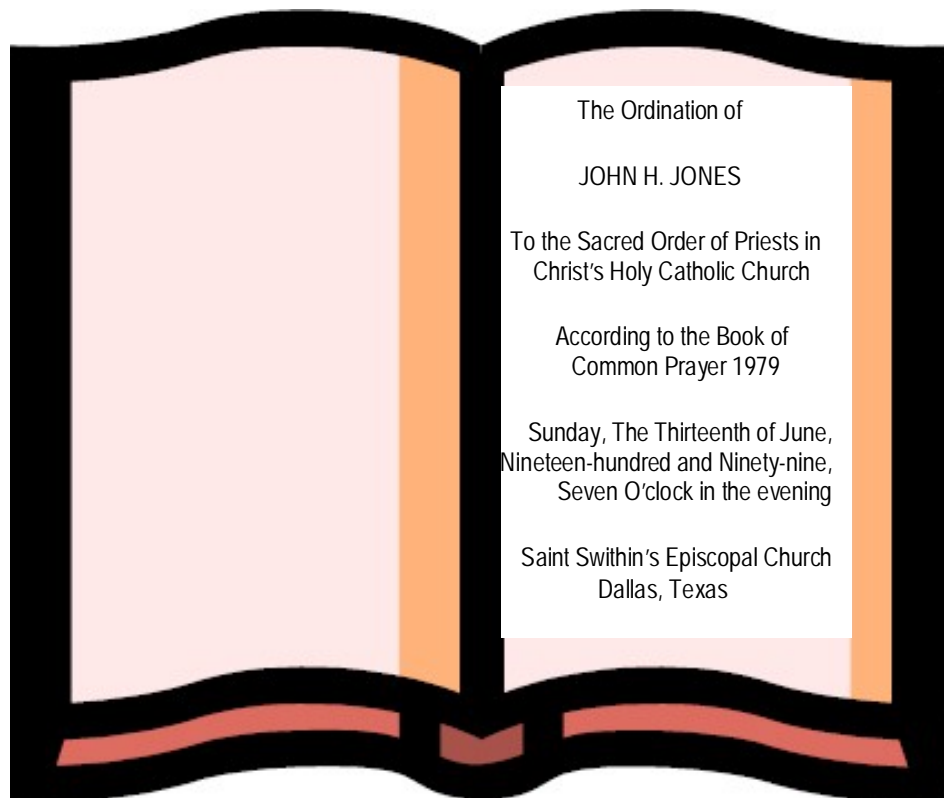 The Ordination of
JOHN H. JONES
To the Sacred Order of Priests in
Christ’s Holy Catholic Church
According to the Book of
Common Prayer 1979
Sunday, The Thirteenth of June,
Nineteen-hundred and Ninety-nine,
Seven O’clock in the evening
Saint Swithin’s Episcopal Church
Dallas, Texas